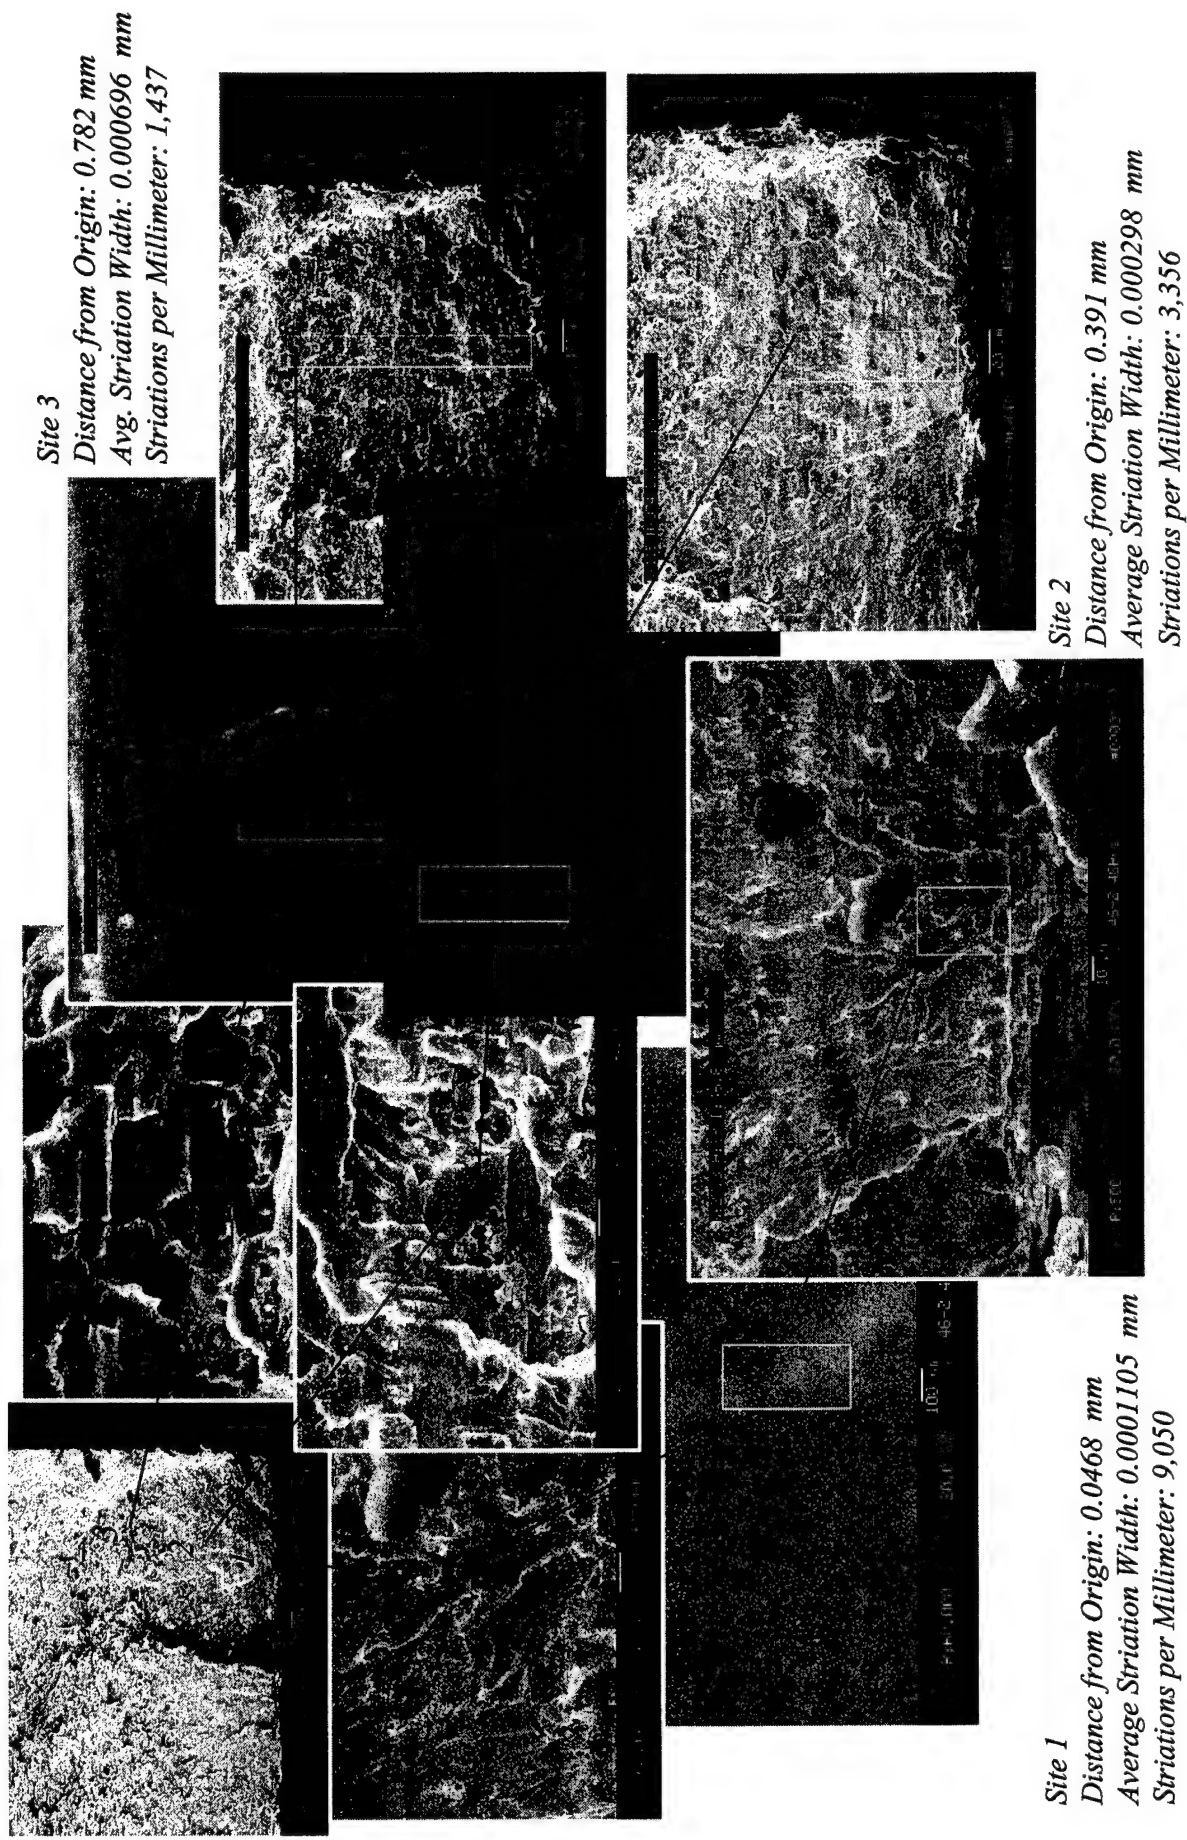 Site 3
Distance from Origin: 0.782 mm
Avg. Striation Width: 0.000696 mm
Striations per Millimeter: 1,437
Site 2
Distance from Origin: 0.391 mm
Average Striation Width: 0.000298 mm
Striations per Millimeter: 3,356
Site 1
Distance from Origin: 0.0468 mm
Average Striation Width: 0.0001105 mm
Striations per Millimeter: 9,050
1
3
2